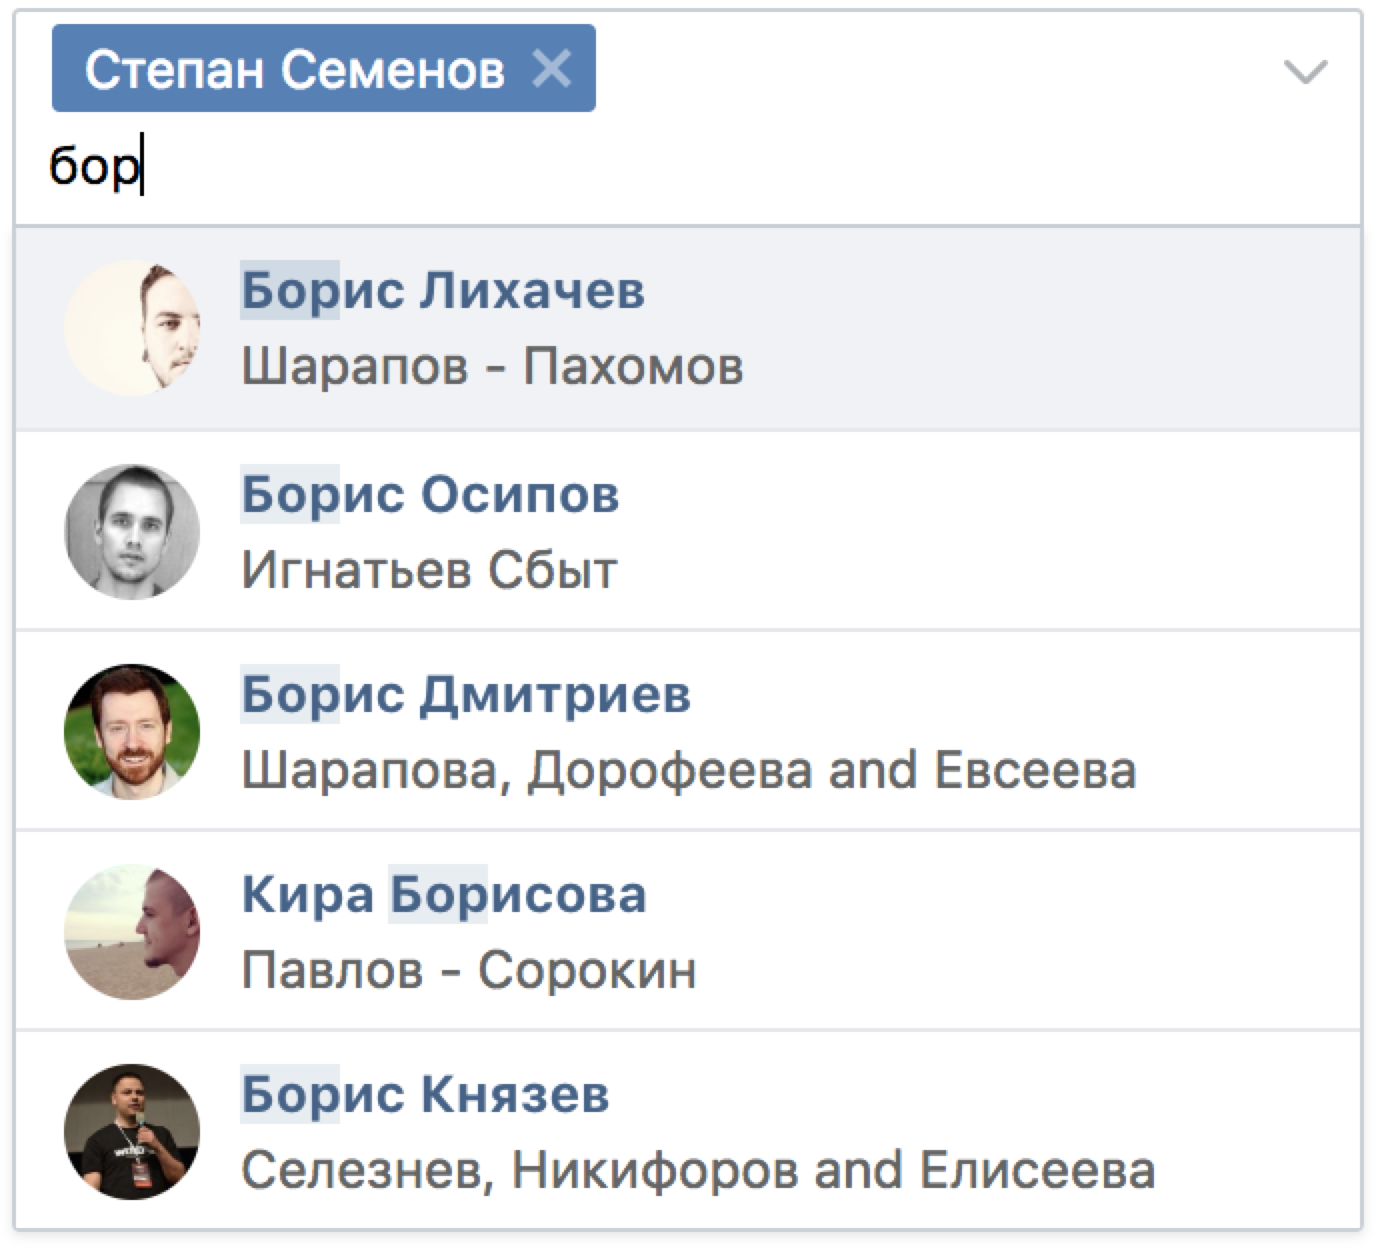 Степан Семенов
бор
Борис Лихачев
Шарапов - Пахомов
Борис Осипов
Игнатьев Сбыт
Борис Дмитриев
Шарапова, Дорофеева and Евсеева
Кира Борисова
Павлов - Сорокин
Борис Князев
Селезнев, Никифоров and Елисеева